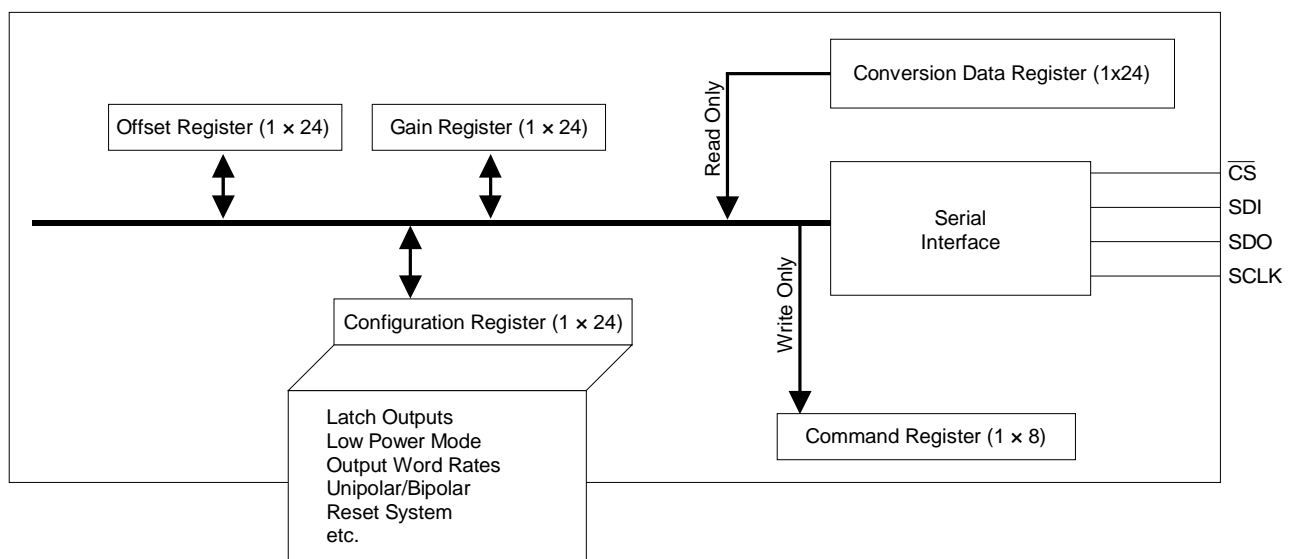 Conversion Data Register (1x24)
Read Only
Offset Register (1 × 24)
Gain Register (1 × 24)
Serial
Interface
CS
SDI
SDO
SCLK
Configuration Register (1 × 24)
Write Only
Latch Outputs
Low Power Mode
Output Word Rates
Unipolar/Bipolar
Reset System
etc.
Command Register (1 × 8)